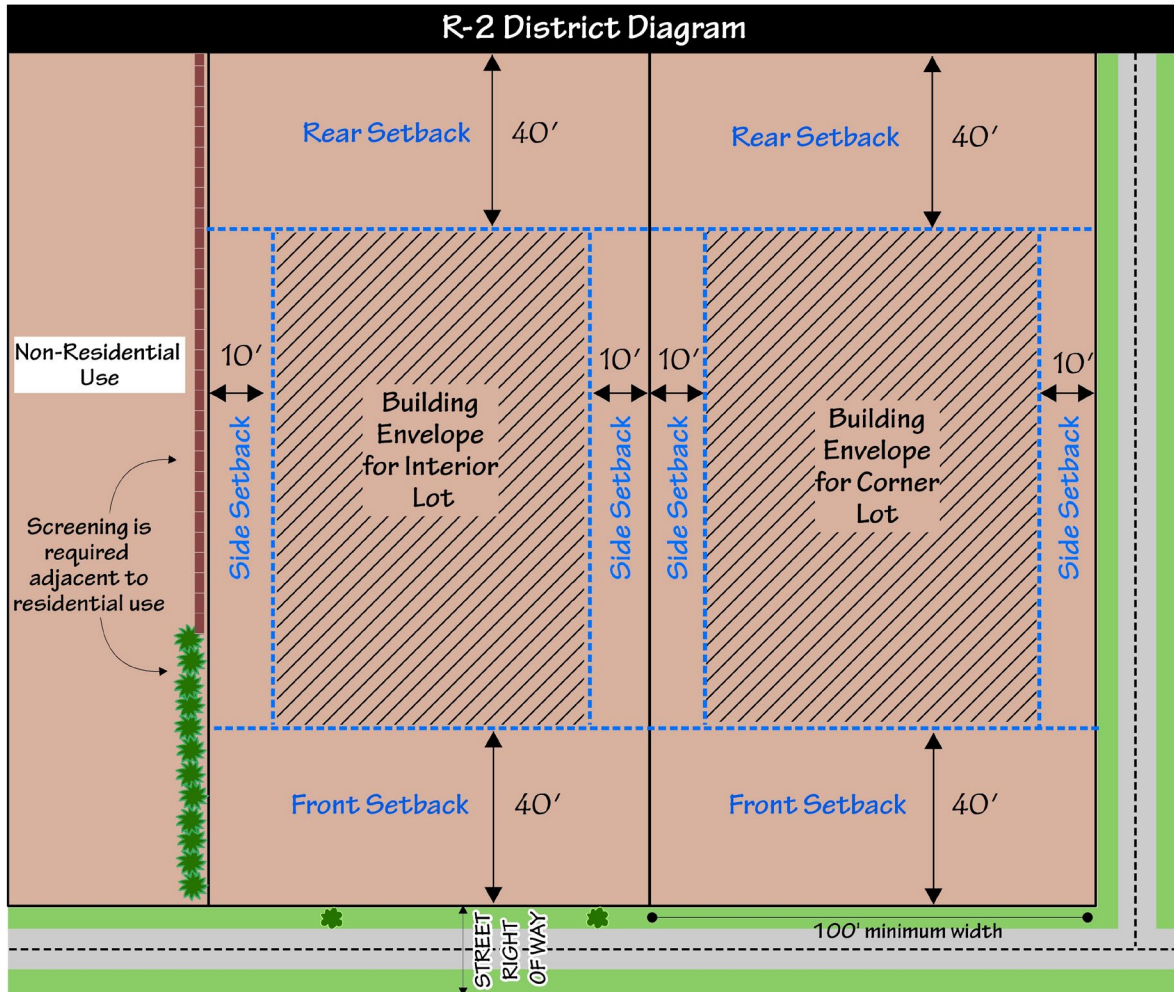 R-2 District Diagram
Rear Setback
40'
Rear Setback
40'
Non-Residential
Use
10'
Side Setback
Building
Envelope
for Interior
Lot
10'
Side Setback
10'
Side Setback
Building
Envelope
for Corner
Lot
10'
Side Setback
Screening is
required
adjacent to
residential use
Front Setback
40'
Front Setback
40'
STREET
RIGHT
OF WAY
100' minimum width